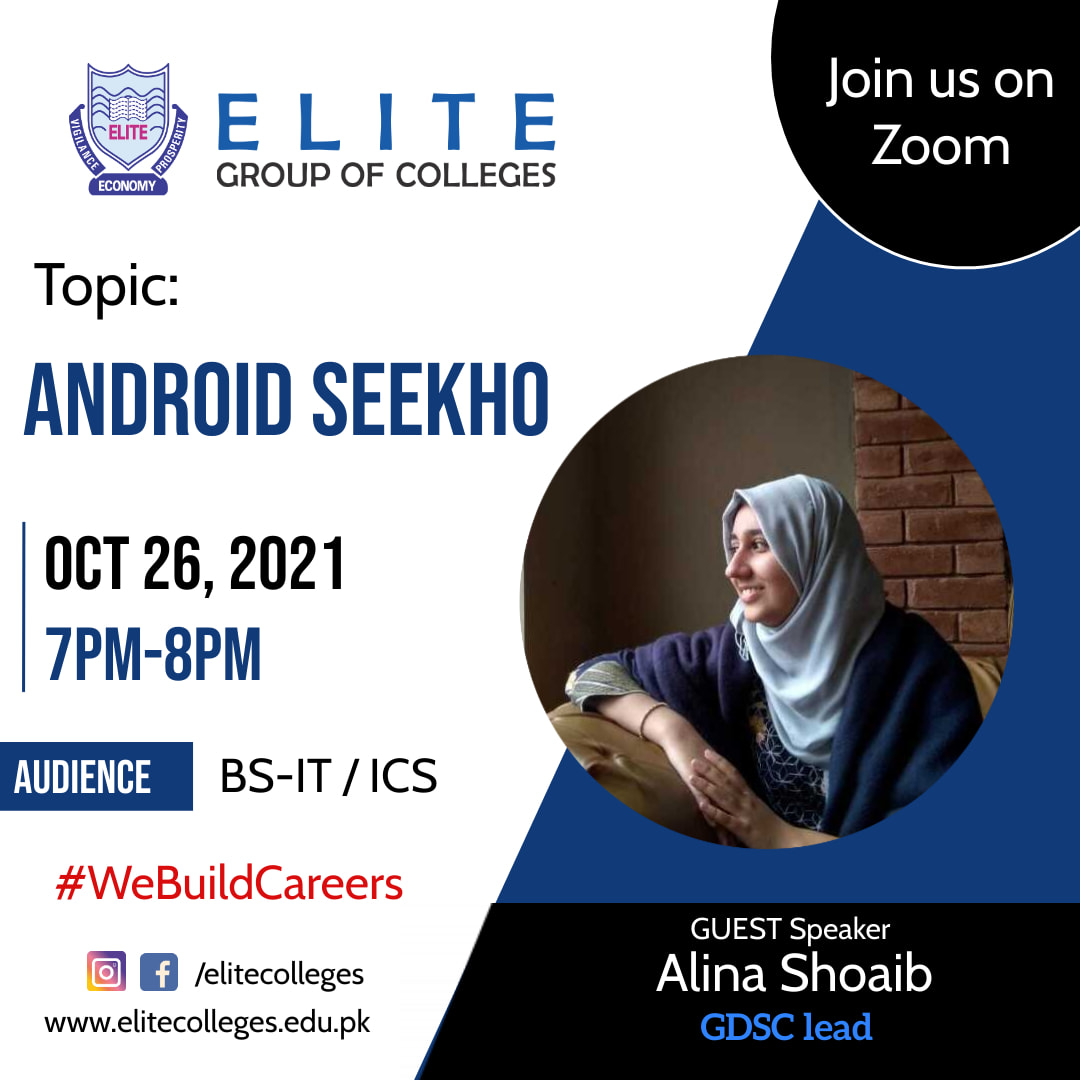 ELITE
VIGILANCE
ECONOMY
PROSPERITY
ELITE
GROUP OF COLLEGES
Join us on
Zoom
Topic:
ANDROID SEEKHO
OCT 26, 2021
7PM-8PM
AUDIENCE
BS-IT / ICS
#WeBuildCareers
/elitecolleges
www.elitecolleges.edu.pk
GUEST Speaker
Alina Shoaib
GDSC lead